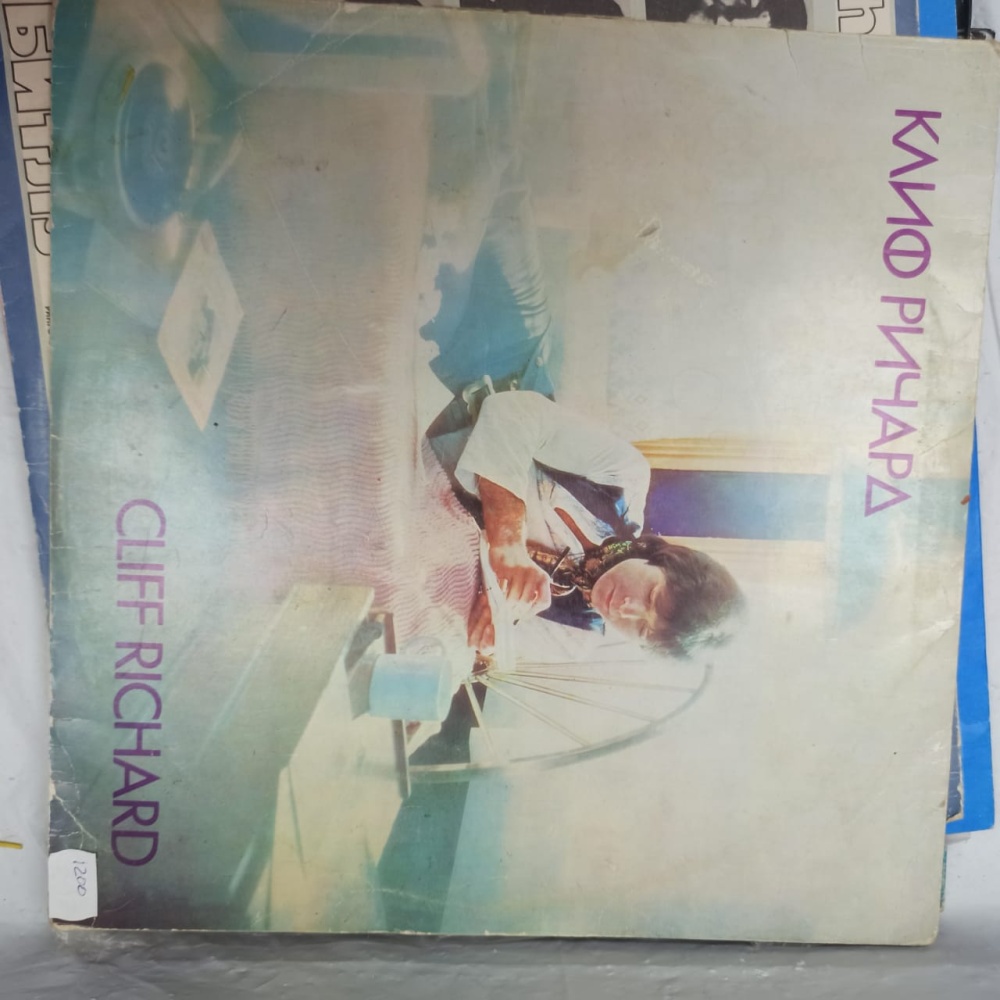 КЛИФ РИЧАРД
CLIFF RICHARD
1200
БИТЛЗ